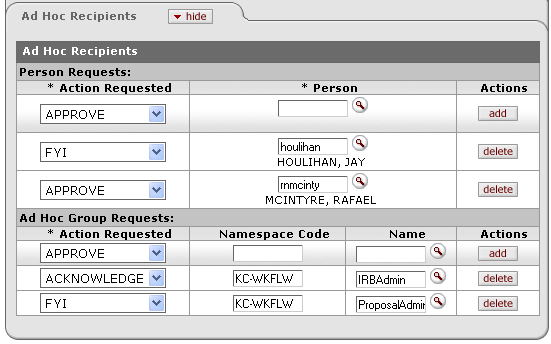 Ad Hoc Recipients hide
Ad Hoc Recipients
Person Requests:
* Action Requested * Person Actions
APPROVE add
FYI houlihan delete
HOULIHAN, JAY
APPROVE rnmcinty delete
MCINTYRE, RAFAEL
Ad Hoc Group Requests:
* Action Requested Namespace Code Name Actions
APPROVE add
ACKNOWLEDGE KC-WKFLW IRBAdmin delete
FYI KC-WKFLW ProposalAdmin delete